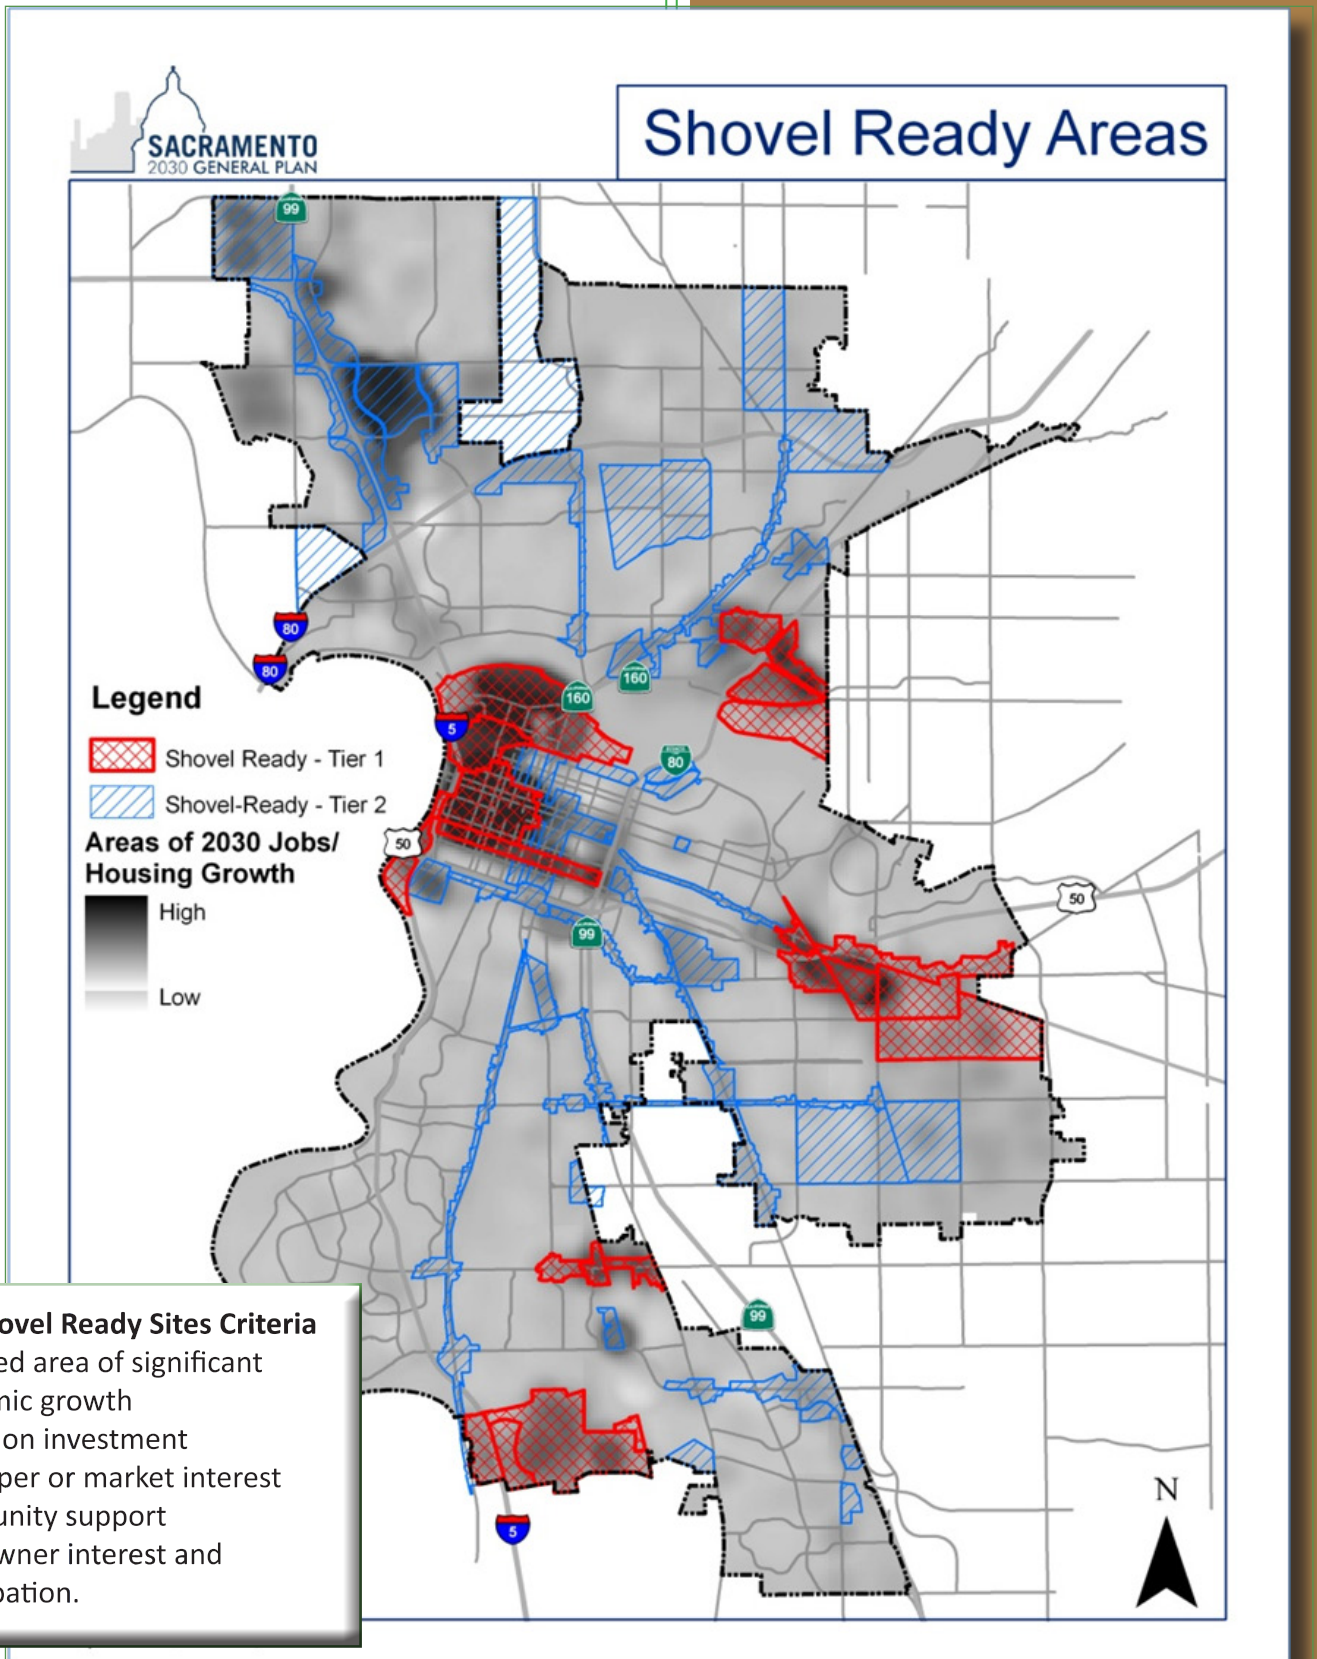 SACRAMENTO
2030 GENERAL PLAN
Shovel Ready Areas
99
80
80
160
160
5
80
50
50
99
99
5
Legend
Shovel Ready - Tier 1
Shovel-Ready - Tier 2
Areas of 2030 Jobs/
Housing Growth
High
Low
ovel Ready Sites Criteria
ed area of significant
mic growth
on investment
per or market interest
unity support
wner interest and
pation.
N